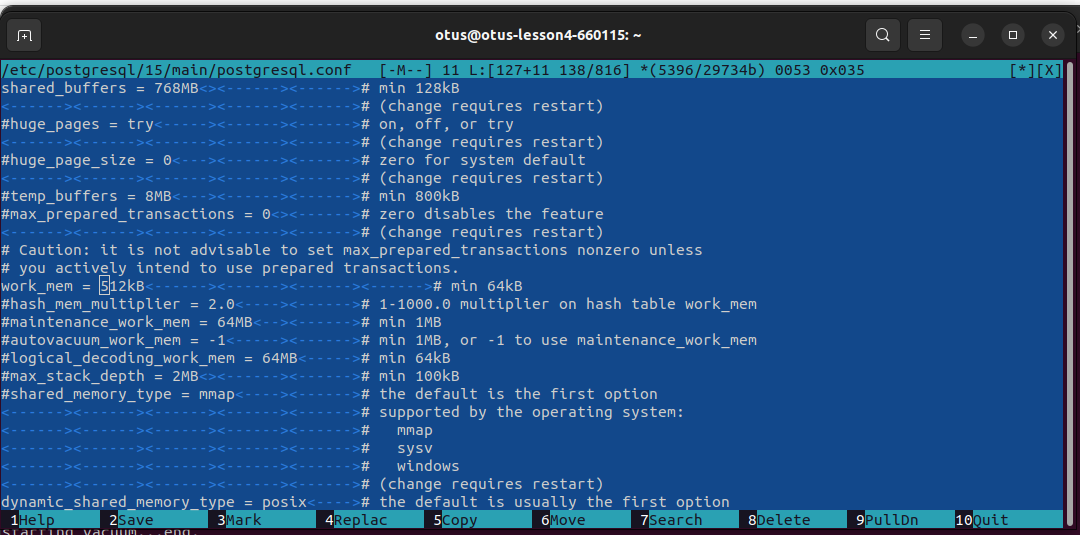 otus@otus-lesson4-660115: ~
/etc/postgresql/15/main/postgresql.conf   [-M--] 11 L:[127+11 138/816] *(5396/29734b) 0053 0x035   [*][X]
shared_buffers = 768MB<><------><------># min 128kB
<------><------><------><------><------># (change requires restart)
#huge_pages = try<-----><------><------># on, off, or try
<------><------><------><------><------># (change requires restart)
#huge_page_size = 0<---><------><------># zero for system default
<------><------><------><------><------># (change requires restart)
#temp_buffers = 8MB<---><------><------># min 800kB
#max_prepared_transactions = 0<><------># zero disables the feature
<------><------><------><------><------># (change requires restart)
# Caution: it is not advisable to set max_prepared_transactions nonzero unless
# you actively intend to use prepared transactions.
work_mem = 512kB<------><------><------><------># min 64kB
#hash_mem_multiplier = 2.0<----><------># 1-1000.0 multiplier on hash table work_mem
#maintenance_work_mem = 64MB<--><------># min 1MB
#autovacuum_work_mem = -1<-----><------># min 1MB, or -1 to use maintenance_work_mem
#logical_decoding_work_mem = 64MB<-----># min 64kB
#max_stack_depth = 2MB<><------><------># min 100kB
#shared_memory_type = mmap<----><------># the default is the first option
<------><------><------><------><------># supported by the operating system:
<------><------><------><------><------>#   mmap
<------><------><------><------><------>#   sysv
<------><------><------><------><------>#   windows
<------><------><------><------><------># (change requires restart)
dynamic_shared_memory_type = posix<----># the default is usually the first option
1Help 2Save 3Mark 4Replac 5Copy 6Move 7Search 8Delete 9PullDn 10Quit
starting vacuum...end.